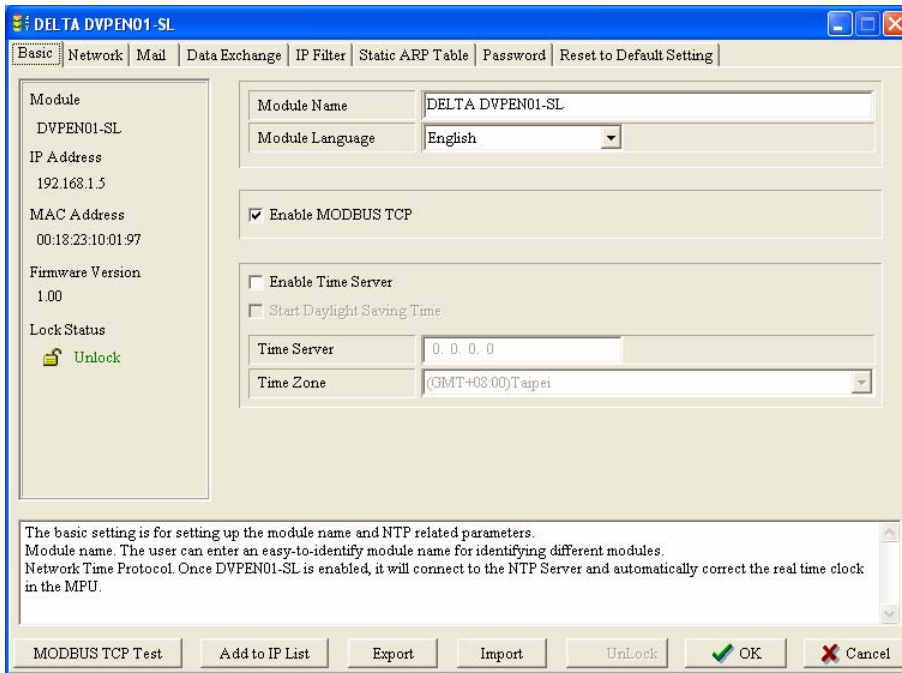 DELTA DVPEN01-SL
Basic
Network
Mail
Data Exchange
IP Filter
Static ARP Table
Password
Reset to Default Setting
Module
DVPEN01-SL
IP Address
192.168.1.5
MAC Address
00:18:23:10:01:97
Firmware Version
1.00
Lock Status
Unlock
Module Name
DELTA DVPEN01-SL
Module Language
English
Enable MODBUS TCP
Enable Time Server
Start Daylight Saving Time
Time Server
0. 0. 0. 0
Time Zone
(GMT+08:00)Taipei
The basic setting is for setting up the module name and NTP related parameters.
Module name. The user can enter an easy-to-identify module name for identifying different modules.
Network Time Protocol. Once DVPEN01-SL is enabled, it will connect to the NTP Server and automatically correct the real time clock
in the MPU.
MODBUS TCP Test
Add to IP List
Export
Import
UnLock
OK
Cancel